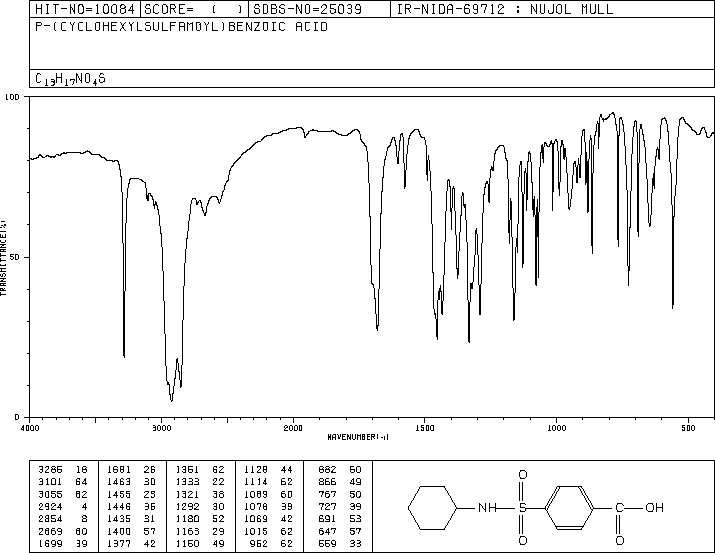 HIT-NO=10084 SCORE= ( ) SDBS-NO=25039 IR-NIDA-69712 : NUJOL MULL
P-(CYCLOHEXYLSULFAMOYL)BENZOIC ACID
C13H17NO4S
100
50
0
TRANSMITTANCE(%)
4000 3000 2000 1500 1000 500
WAVENUMBER(-1)
3285 18 1681 26 1351 62 1128 44 882 60
3101 64 1463 30 1333 22 1114 62 866 49
3055 62 1455 23 1321 38 1089 60 767 50
2924 4 1446 36 1292 30 1078 39 727 39
2854 8 1435 31 1180 52 1069 42 691 53
2669 60 1400 57 1163 29 1015 62 647 57
1699 39 1377 42 1150 49 952 62 559 33
O
NH S C OH
O O